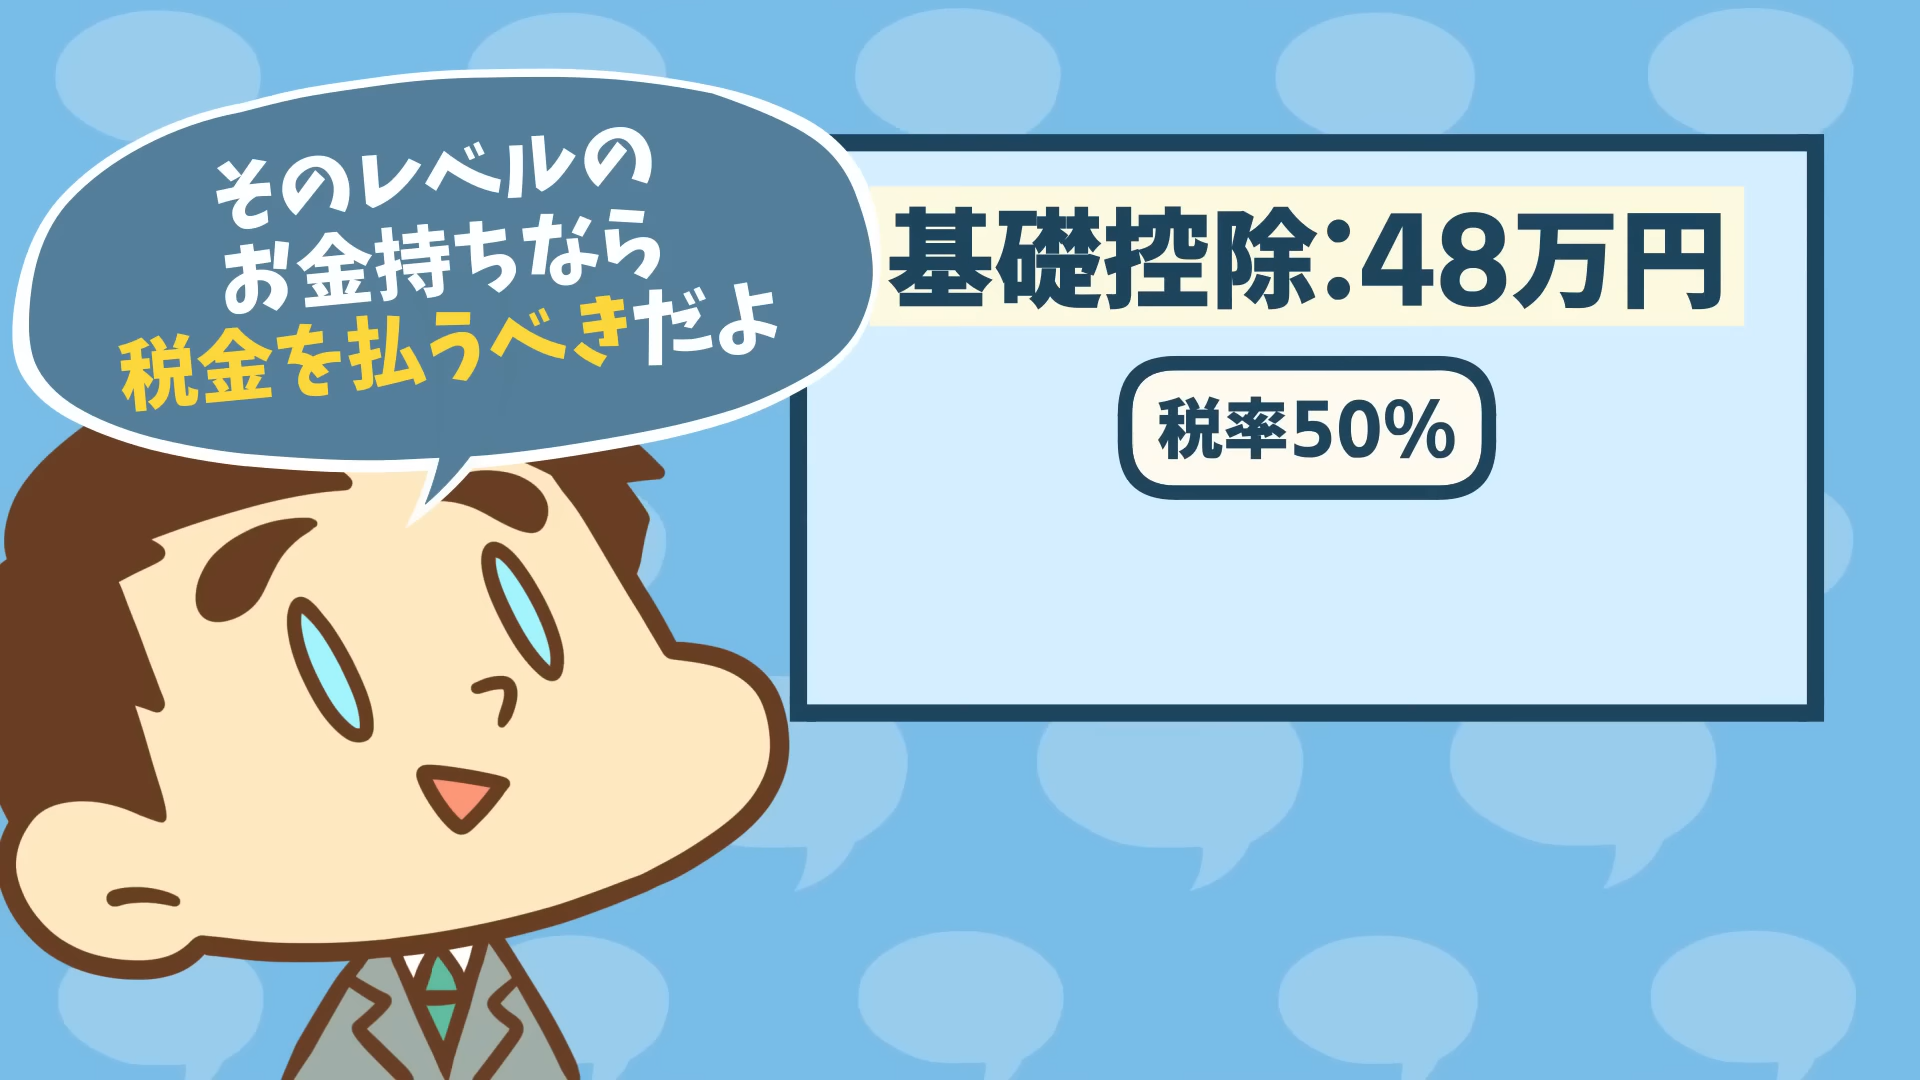 そのレベルの
お金持ちなら
税金を払うべきだよ
基礎控除:48万円
税率50%